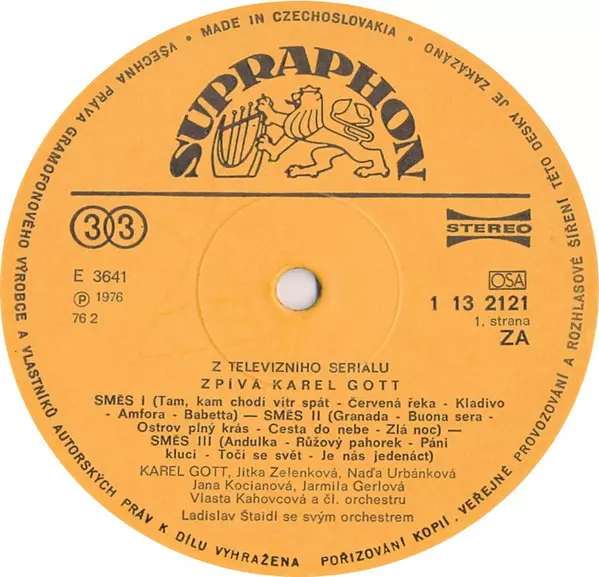 • MADE IN CZECHOSLOVAKIA •
VŠECHNA PRÁVA GRAMOFONOVÉHO VÝROBCE A VLASTNÍKŮ AUTORSKÝCH PRÁV K DÍLU VYHRAŽENA POŘIZOVÁNÍ KOPIÍ, VEŘEJNÉ PROVOZOVÁNÍ A ROZHLASOVÉ ŠÍŘENÍ TÉTO DESKY JE ZAKÁZÁNO
SUPRAPHON
33
STEREO
E 3641
Ⓟ 1976
76 2
OSA
1 13 2121
1. strana
ZA
Z TELEVIZNÍHO SERIALU
ZPÍVÁ KAREL GOTT
SMĚS I (Tam, kam chodí vítr spát - Červená řeka - Kladivo
- Amfora - Babetta) — SMĚS II (Granada - Buona sera -
Ostrov plný krás - Cesta do nebe - Zlá noc) —
SMĚS III (Andulka - Růžový pahorek - Páni
kluci - Točí se svět - Je nás jedenáct)
KAREL GOTT, Jitka Zelenková, Naďa Urbánková
Jana Kocianová, Jarmila Gerlová
Vlasta Kahovcová a čl. orchestru
Ladislav Štaidl se svým orchestrem